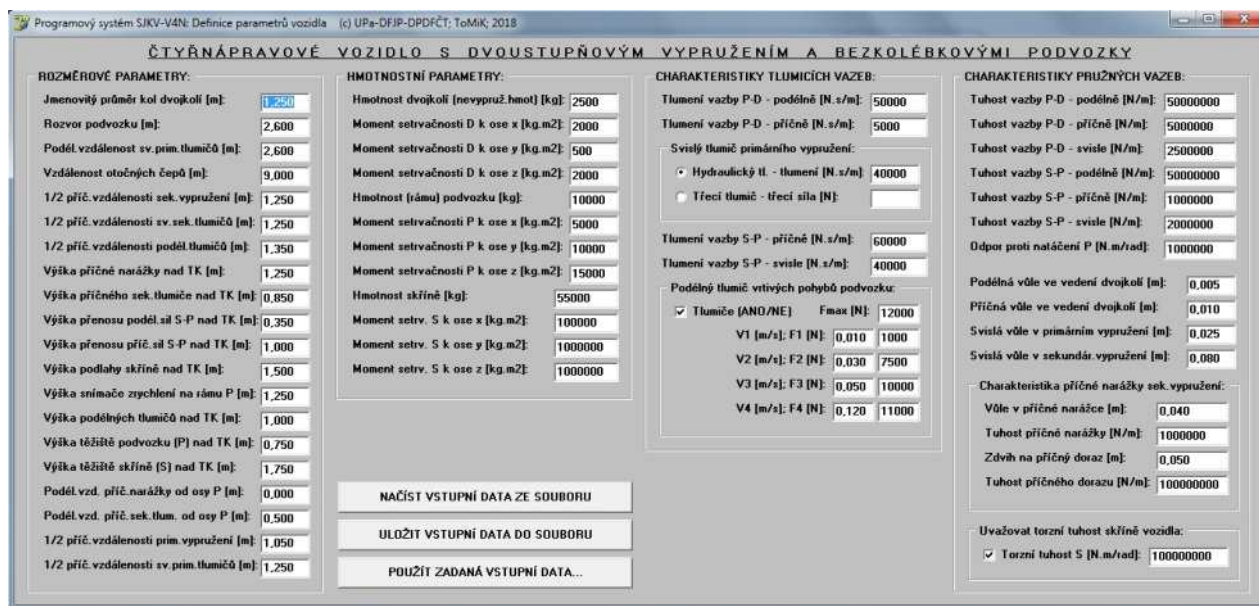 Programový systém SJKV-V4N: Definice parametrů vozidla (c) UPa-DFJP-DPDFČT; ToMiK; 2018
ČTYŘNÁPRAVOVÉ VOZIDLO S DVOUSTUPŇOVÝM VYPRUŽENÍM A BEZKOLÉBKOVÝMI PODVOZKY
ROZMĚROVÉ PARAMETRY:
Jmenovitý průměr kol dvojkolí [m]: 1,250
Rozvor podvozku [m]: 2,600
Podél.vzdálenost sv.prim.tlumičů [m]: 2,600
Vzdálenost otočných čepů [m]: 9,000
1/2 příč.vzdálenosti sek.vypružení [m]: 1,250
1/2 příč.vzdálenosti sv.sek.tlumičů [m]: 1,250
1/2 příč.vzdálenosti podél.tlumičů [m]: 1,350
Výška příčné narážky nad TK [m]: 1,250
Výška příčného sek.tlumiče nad TK [m]: 0,850
Výška přenosu podél.sil S-P nad TK [m]: 0,350
Výška přenosu příč.sil S-P nad TK [m]: 1,000
Výška podlahy skříně nad TK [m]: 1,500
Výška snímače zrychlení na rámu P [m]: 1,250
Výška podélných tlumičů nad TK [m]: 1,000
Výška těžiště podvozku (P) nad TK [m]: 0,750
Výška těžiště skříně (S) nad TK [m]: 1,750
Podél.vzd. příč.narážky od osy P [m]: 0,000
Podél.vzd. příč.sek.tlum. od osy P [m]: 0,500
1/2 příč.vzdálenosti prim.vypružení [m]: 1,050
1/2 příč.vzdálenosti sv.prim.tlumičů [m]: 1,250
HMOTNOSTNÍ PARAMETRY:
Hmotnost dvojkolí (nevypruž.hmot) [kg]: 2500
Moment setrvačnosti D k ose x [kg.m2]: 2000
Moment setrvačnosti D k ose y [kg.m2]: 500
Moment setrvačnosti D k ose z [kg.m2]: 2000
Hmotnost (rámu) podvozku [kg]: 10000
Moment setrvačnosti P k ose x [kg.m2]: 5000
Moment setrvačnosti P k ose y [kg.m2]: 10000
Moment setrvačnosti P k ose z [kg.m2]: 15000
Hmotnost skříně [kg]: 55000
Moment setrv. S k ose x [kg.m2]: 100000
Moment setrv. S k ose y [kg.m2]: 1000000
Moment setrv. S k ose z [kg.m2]: 1000000
NAČÍST VSTUPNÍ DATA ZE SOUBORU
ULOŽIT VSTUPNÍ DATA DO SOUBORU
POUŽÍT ZADANÁ VSTUPNÍ DATA...
CHARAKTERISTIKY TLUMICÍCH VAZEB:
Tlumení vazby P-D - podélně [N.s/m]: 50000
Tlumení vazby P-D - příčně [N.s/m]: 5000
Svislý tlumič primárního vypružení:
Hydraulický tl. - tlumení [N.s/m]: 40000
Třecí tlumič - třecí síla [N]:
Tlumení vazby S-P - příčně [N.s/m]: 60000
Tlumení vazby S-P - svisle [N.s/m]: 40000
Podélný tlumič vrtivých pohybů podvozku:
Tlumiče (ANO/NE) Fmax [N]: 12000
V1 [m/s]; F1 [N]: 0,010 1000
V2 [m/s]; F2 [N]: 0,030 7500
V3 [m/s]; F3 [N]: 0,050 10000
V4 [m/s]; F4 [N]: 0,120 11000
CHARAKTERISTIKY PRUŽNÝCH VAZEB:
Tuhost vazby P-D - podélně [N/m]: 50000000
Tuhost vazby P-D - příčně [N/m]: 5000000
Tuhost vazby P-D - svisle [N/m]: 2500000
Tuhost vazby S-P - podélně [N/m]: 50000000
Tuhost vazby S-P - příčně [N/m]: 1000000
Tuhost vazby S-P - svisle [N/m]: 2000000
Odpor proti natáčení P [N.m/rad]: 1000000
Podélná vůle ve vedení dvojkolí [m]: 0,005
Příčná vůle ve vedení dvojkolí [m]: 0,010
Svislá vůle v primárním vypružení [m]: 0,025
Svislá vůle v sekundár.vypružení [m]: 0,080
Charakteristika příčné narážky sek.vypružení:
Vůle v příčné narážce [m]: 0,040
Tuhost příčné narážky [N/m]: 1000000
Zdvih na příčný doraz [m]: 0,050
Tuhost příčného dorazu [N/m]: 100000000
Uvažovat torzní tuhost skříně vozidla:
Torzní tuhost S [N.m/rad]: 100000000